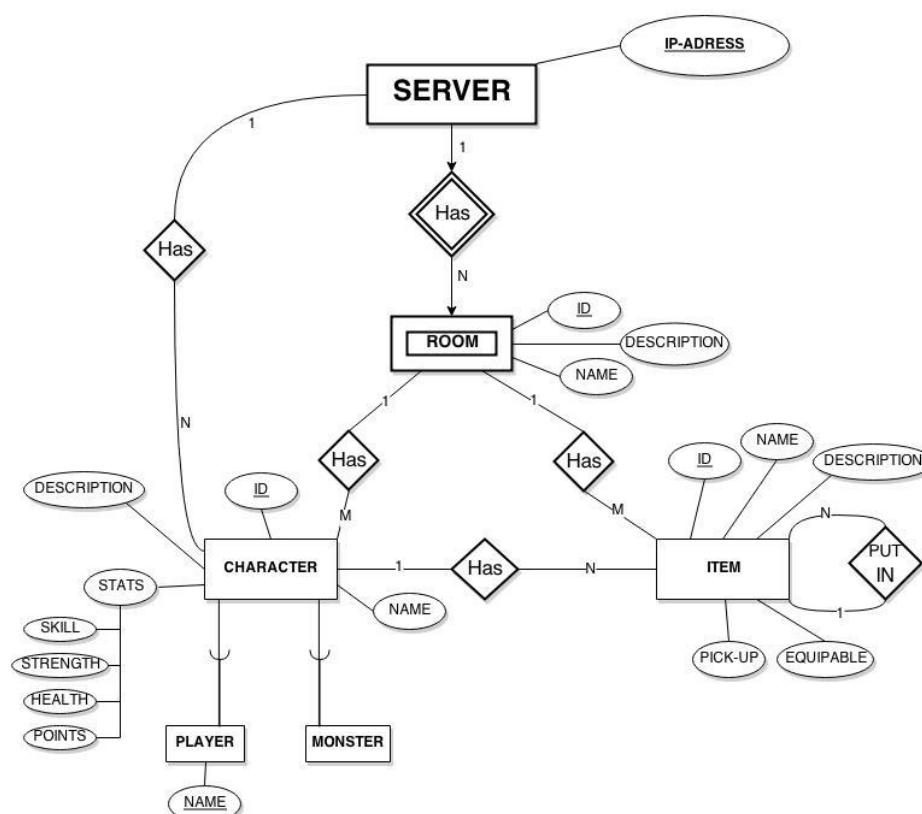 IP-ADRESS
SERVER
1
1
Has
Has
N
ID
ROOM
DESCRIPTION
NAME
1
1
N
NAME
Has
Has
ID
DESCRIPTION
DESCRIPTION
ID
M
M
N
PUT
IN
CHARACTER
1
Has
N
ITEM
STATS
NAME
1
SKILL
STRENGTH
PICK-UP
EQUIPABLE
HEALTH
POINTS
PLAYER
MONSTER
NAME